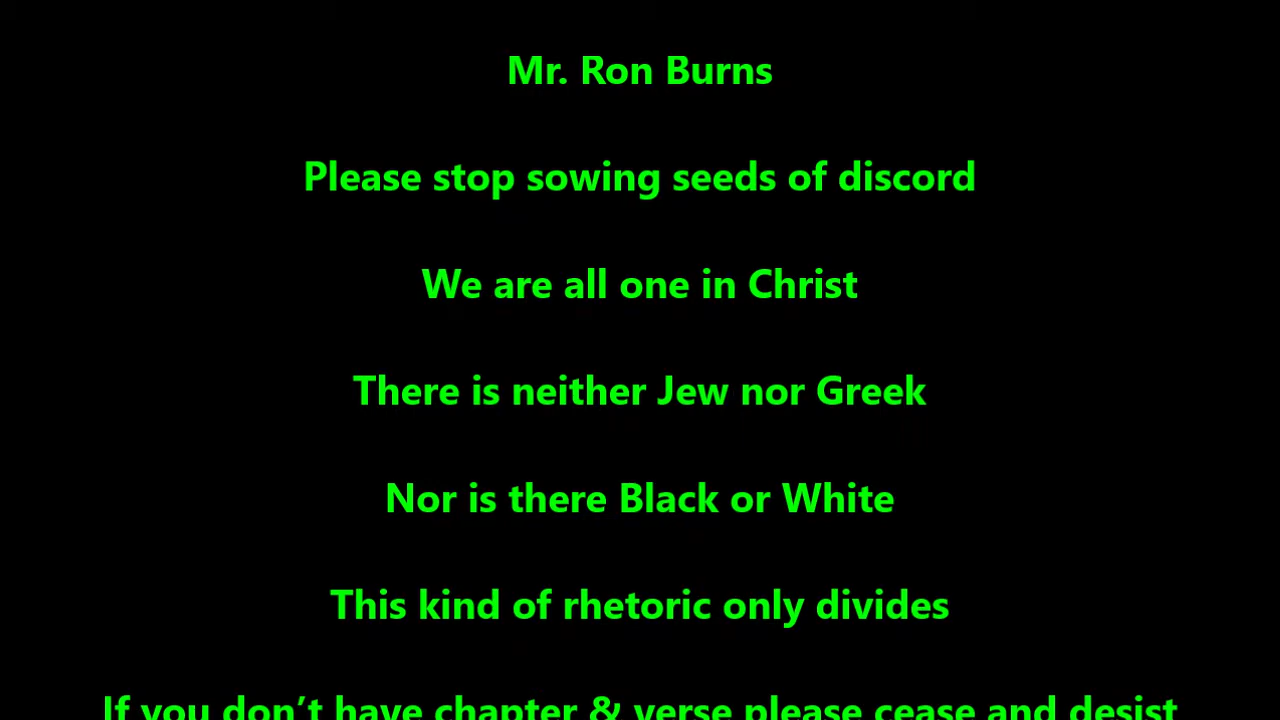 Mr. Ron Burns
Please stop sowing seeds of discord
We are all one in Christ
There is neither Jew nor Greek
Nor is there Black or White
This kind of rhetoric only divides
If you don’t have chapter & verse please cease and desist